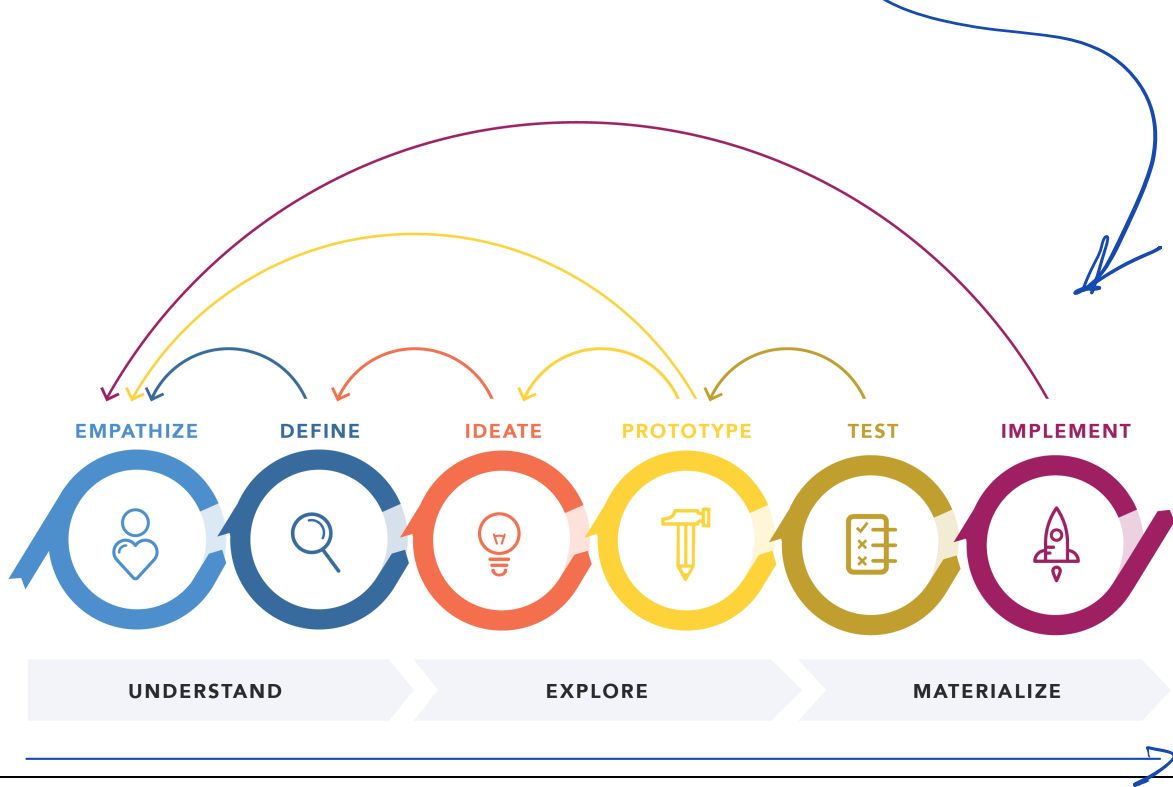 EMPATHIZE DEFINE IDEATE PROTOTYPE TEST IMPLEMENT
UNDERSTAND EXPLORE MATERIALIZE